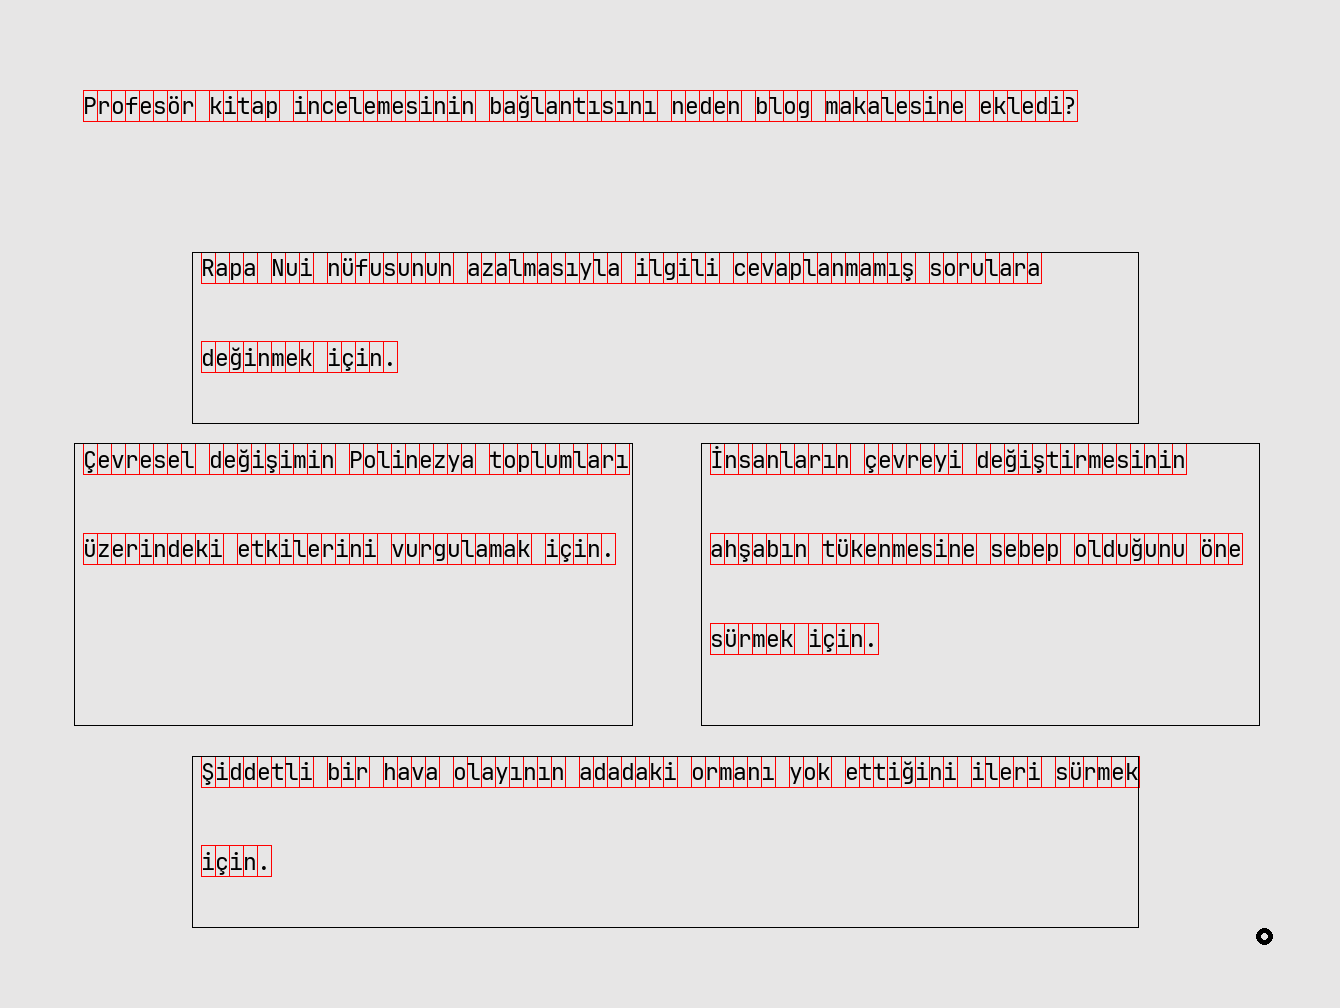 Profesör kitap incelemesinin bağlantısını neden blog makalesine ekledi?
Rapa Nui nüfusunun azalmasıyla ilgili cevaplanmamış sorulara
değinmek için.
Çevresel değişimin Polinezya toplumları
üzerindeki etkilerini vurgulamak için.
İnsanların çevreyi değiştirmesinin
ahşabın tükenmesine sebep olduğunu öne
sürmek için.
Şiddetli bir hava olayının adadaki ormanı yok ettiğini ileri sürmek
için.